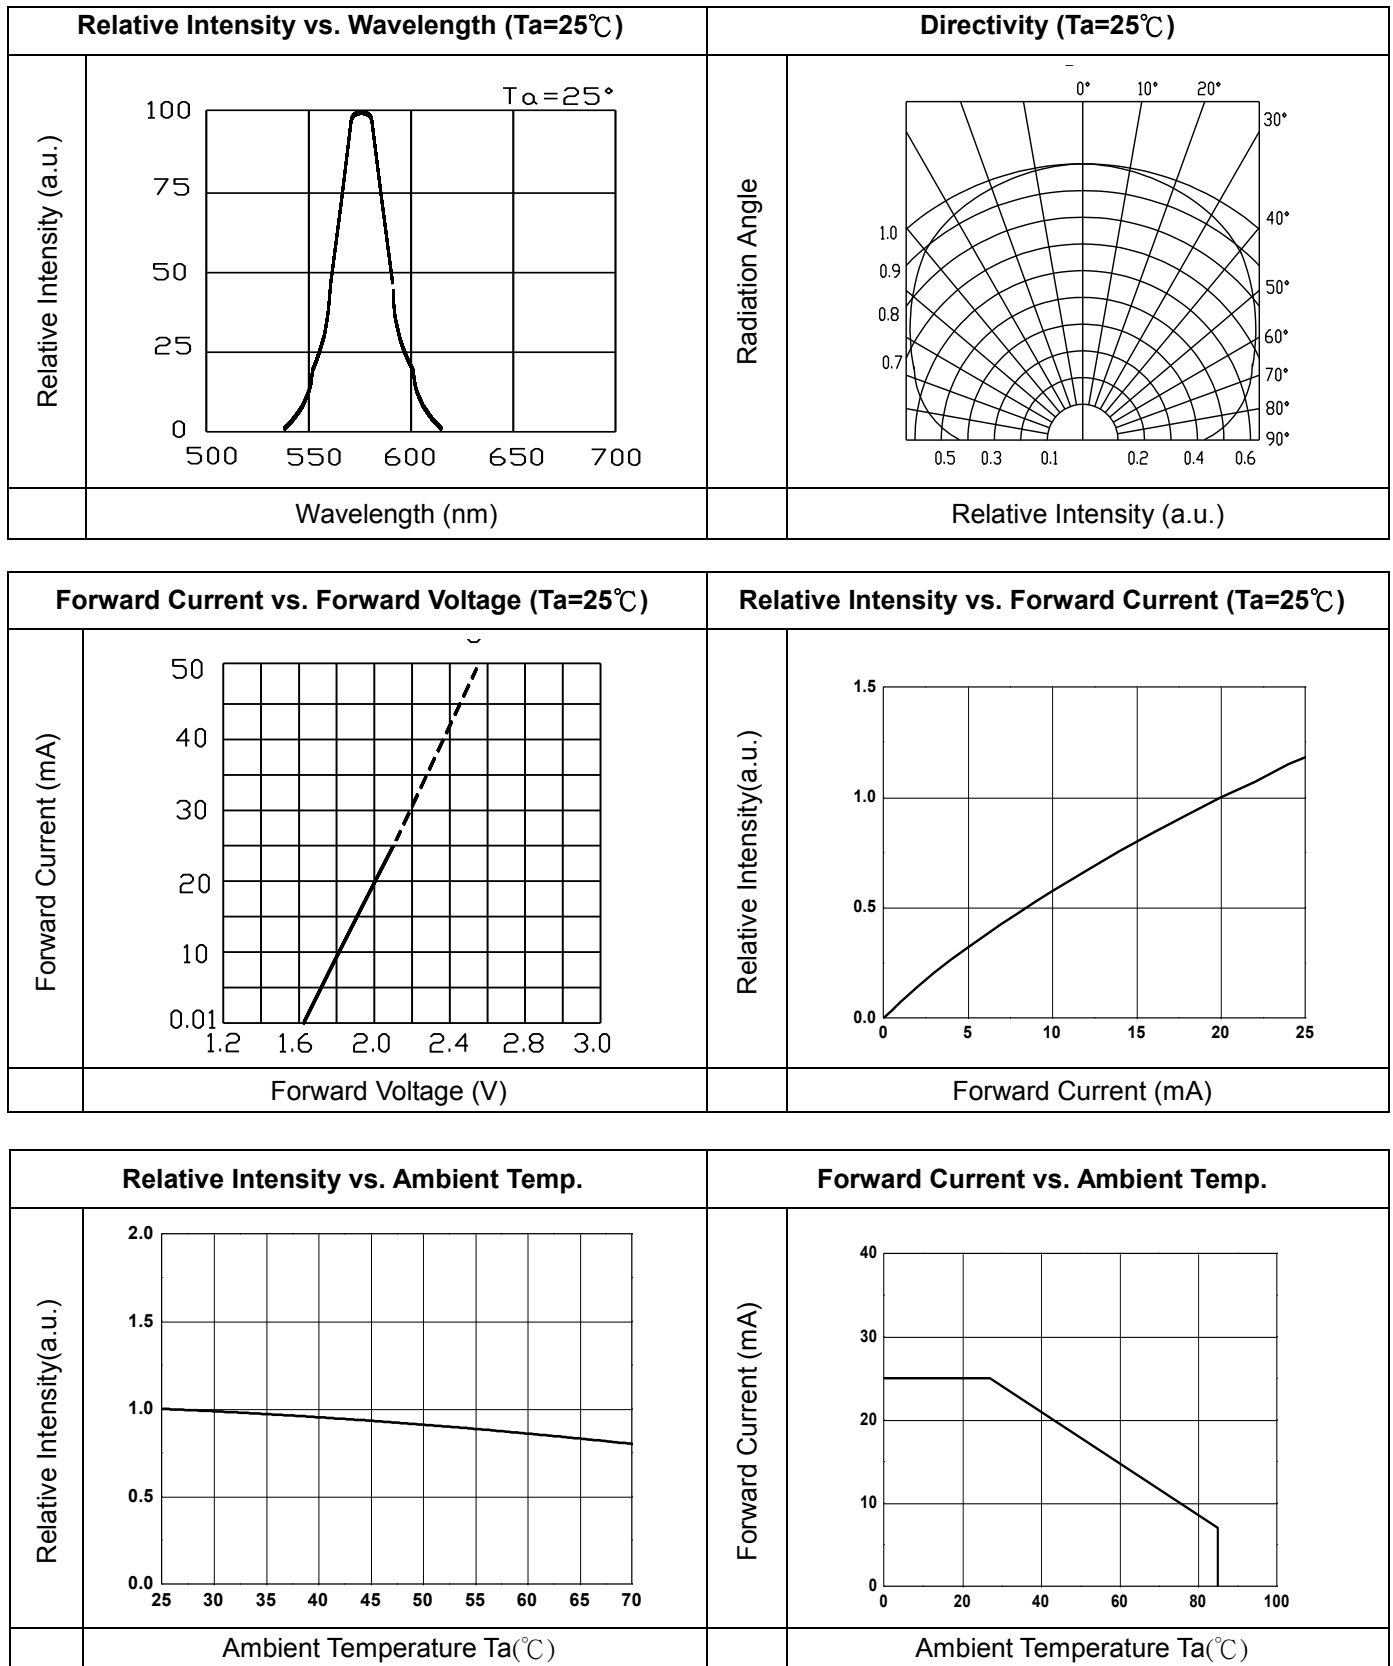 Relative Intensity vs. Wavelength (Ta=25℃)
Directivity (Ta=25℃)
Relative Intensity (a.u.)
Ta=25°
100
75
50
25
0
500 550 600 650 700
Wavelength (nm)
Radiation Angle
0° 10° 20°
30°
40°
50°
60°
70°
80°
90°
1.0
0.9
0.8
0.7
0.5 0.3 0.1 0.2 0.4 0.6
Relative Intensity (a.u.)
Forward Current vs. Forward Voltage (Ta=25℃)
Relative Intensity vs. Forward Current (Ta=25℃)
Forward Current (mA)
50
40
30
20
10
0.01
1.2 1.6 2.0 2.4 2.8 3.0
Forward Voltage (V)
Relative Intensity(a.u.)
1.5
1.0
0.5
0.0
0 5 10 15 20 25
Forward Current (mA)
Relative Intensity vs. Ambient Temp.
Forward Current vs. Ambient Temp.
Relative Intensity(a.u.)
2.0
1.5
1.0
0.5
0.0
25 30 35 40 45 50 55 60 65 70
Ambient Temperature Ta(℃)
Forward Current (mA)
40
30
20
10
0
0 20 40 60 80 100
Ambient Temperature Ta(℃)